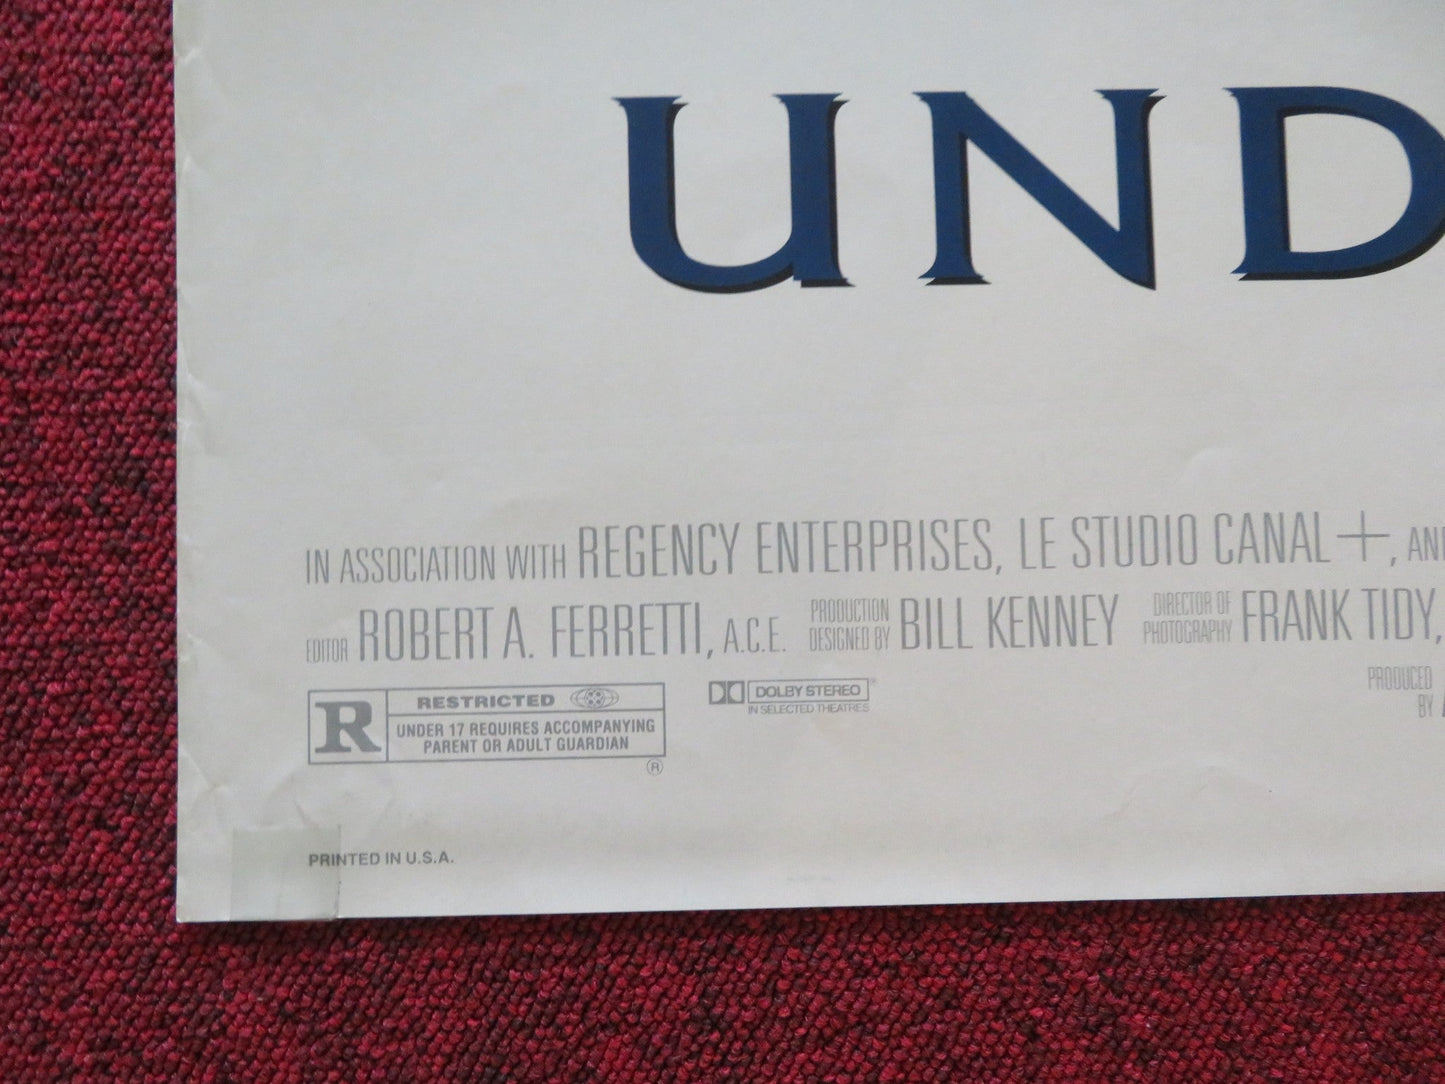 UND
IN ASSOCIATION WITH REGENCY ENTERPRISES, LE STUDIO CANAL+, AN
EDITOR ROBERT A. FERRETTI, A.C.E. PRODUCTION DESIGNED BY BILL KENNEY DIRECTOR OF PHOTOGRAPHY FRANK TIDY,
PRODUCED BY
R RESTRICTED
UNDER 17 REQUIRES ACCOMPANYING
PARENT OR ADULT GUARDIAN
®
DOLBY STEREO®
IN SELECTED THEATRES
PRINTED IN U.S.A.